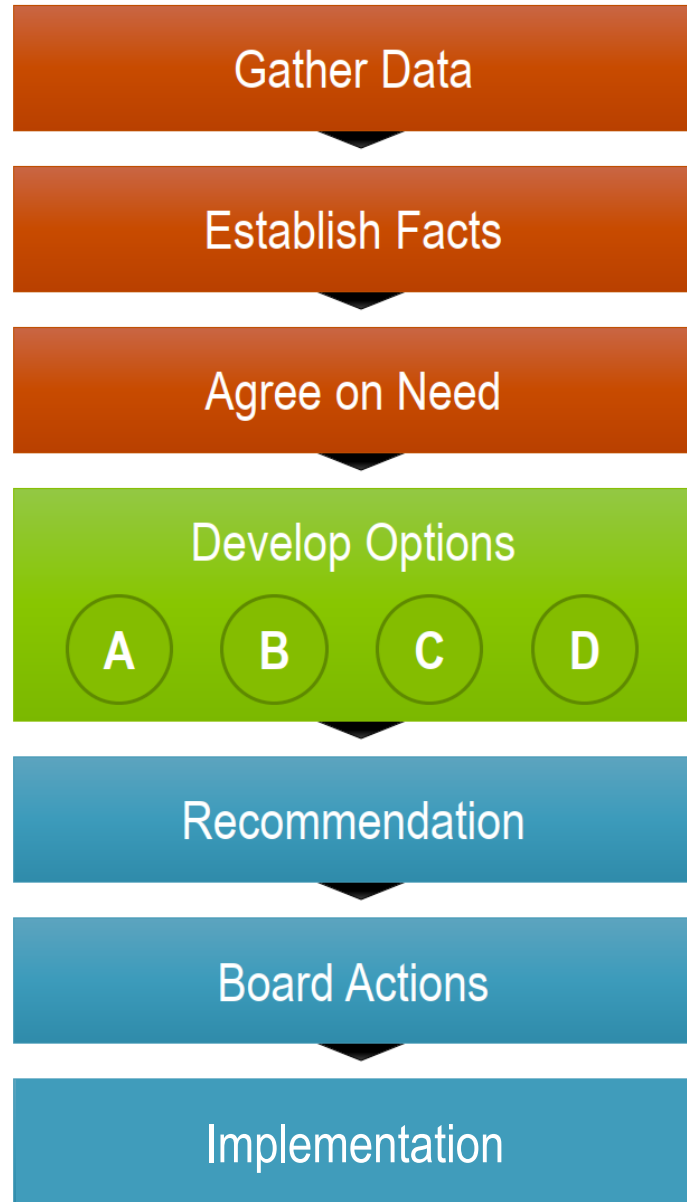 Gather Data
Establish Facts
Agree on Need
Develop Options
A B C D
Recommendation
Board Actions
Implementation